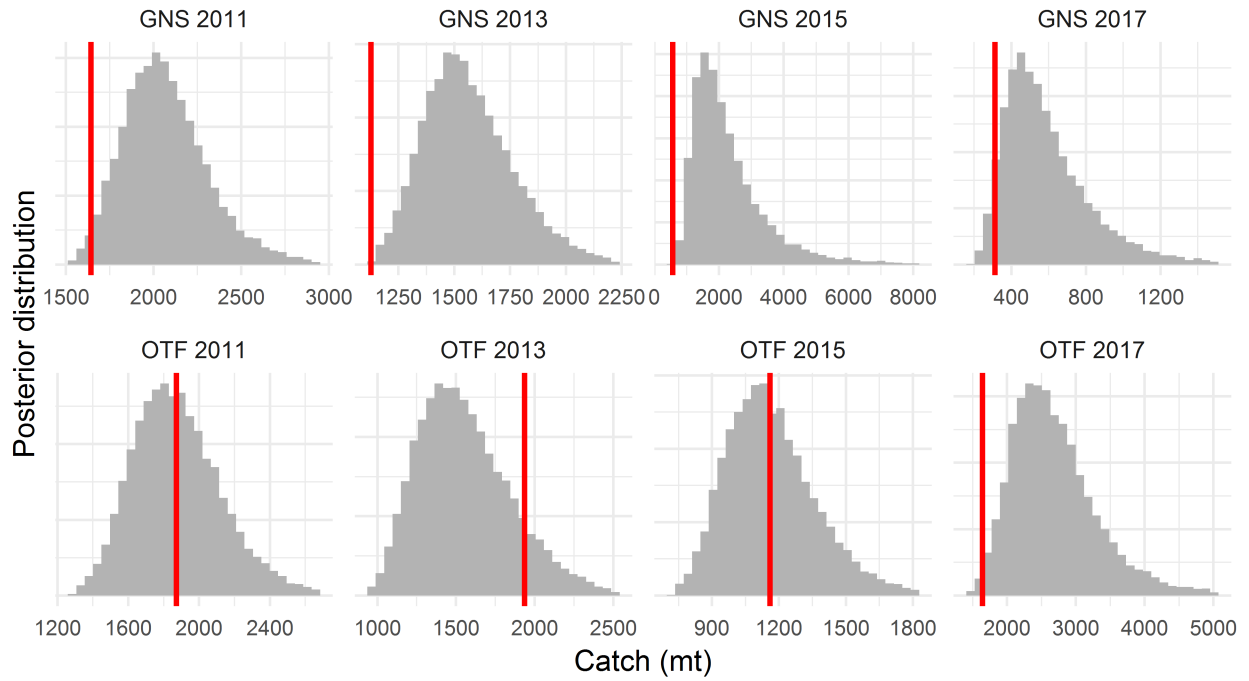 GNS 2011 GNS 2013 GNS 2015 GNS 2017
1500 2000 2500 3000 1250 1500 1750 2000 2250 0 2000 4000 6000 8000 400 800 1200
OTF 2011 OTF 2013 OTF 2015 OTF 2017
1200 1600 2000 2400 1000 1500 2000 2500 900 1200 1500 1800 2000 3000 4000 5000
Catch (mt)
Posterior distribution